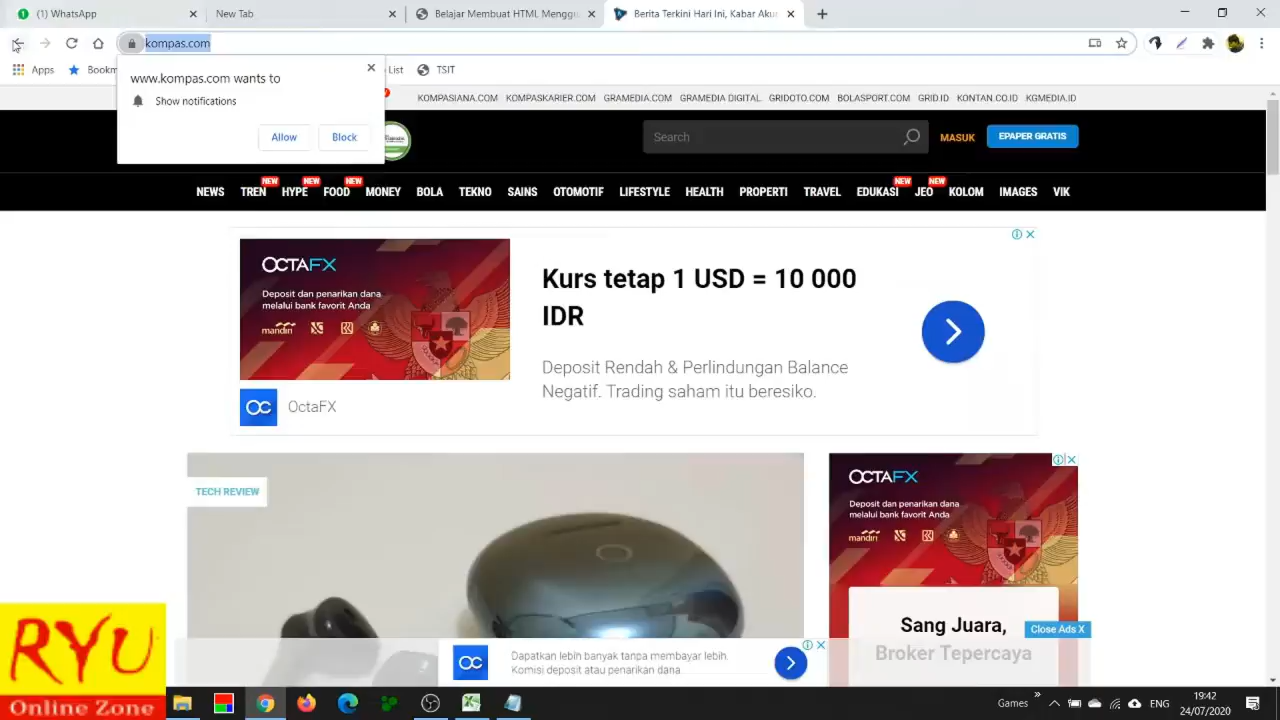 (1) WhatsApp
New Tab
Belajar Membuat HTML Menggu
Berita Terkini Hari Ini, Kabar Aku
kompas.com
Apps
Bookm
List
TSIT
www.kompas.com wants to
Show notifications
Allow
Block
KOMPASIANA.COM KOMPASKARIER.COM GRAMEDIA.COM GRAMEDIA DIGITAL GRIDOTO.COM BOLASPORT.COM GRID.ID KONTAN.CO.ID KGMEDIA.ID
Search
MASUK
EPAPER GRATIS
NEW NEW NEW NEW NEW
NEWS TREN HYPE FOOD MONEY BOLA TEKNO SAINS OTOMOTIF LIFESTYLE HEALTH PROPERTI TRAVEL EDUKASI JEO KOLOM IMAGES VIK
OCTAFX
Deposit dan penarikan dana
melalui bank favorit Anda
mandiri
Kurs tetap 1 USD = 10 000
IDR
Deposit Rendah & Perlindungan Balance
Negatif. Trading saham itu beresiko.
OC
OctaFX
TECH REVIEW
OCTAFX
Deposit dan penarikan dana
melalui bank favorit Anda
mandiri
Sang Juara,
Broker Tepercaya
Close Ads X
OC
Dapatkan lebih banyak tanpa membayar lebih.
Komisi deposit atau penarikan dana.
RYU
Online Zone
Games
ENG
19:42
24/07/2020